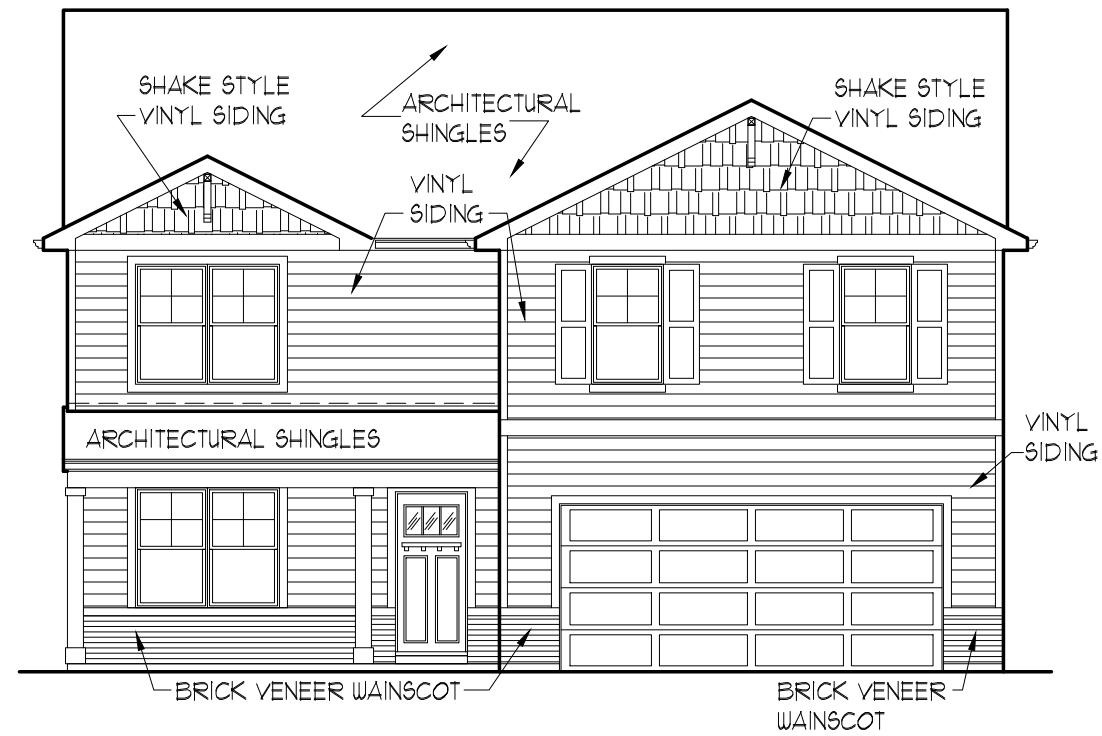 SHAKE STYLE
VINYL SIDING
ARCHITECTURAL
SHINGLES
SHAKE STYLE
VINYL SIDING
VINYL
SIDING
ARCHITECTURAL SHINGLES
VINYL
SIDING
BRICK VENEER WAINSCOT
BRICK VENEER
WAINSCOT